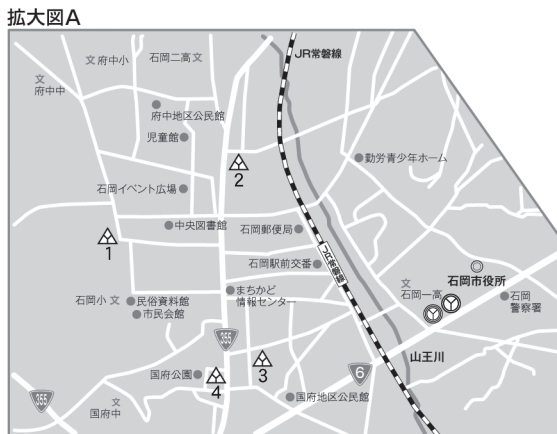 拡大図A
JR常磐線
文 府中小
石岡二高 文
文
府中中
府中地区公民館
児童館
2
勤労青少年ホーム
石岡イベント広場
中央図書館
石岡郵便局
1
石岡駅前交番
JR常磐線
石岡市役所
文
石岡一高
石岡
警察署
石岡小 文
民俗資料館
市民会館
まちかど
情報センター
355
山王川
3
6
国府公園
4
355
文
国府中
国府地区公民館